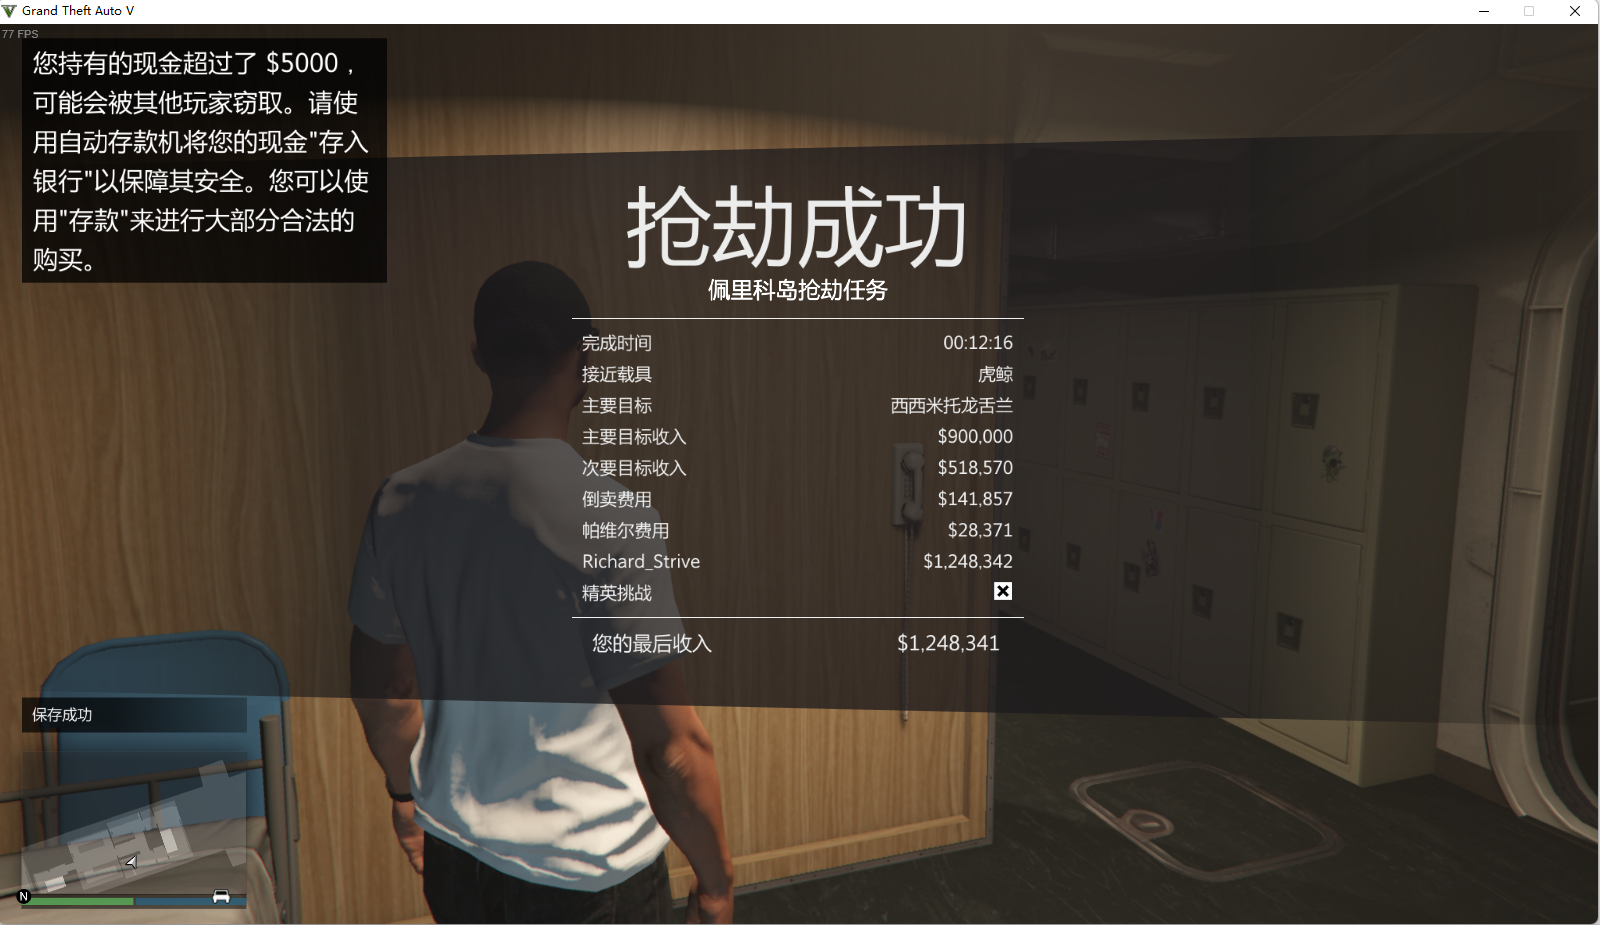 Grand Theft Auto V
77 FPS
您持有的现金超过了 $5000，
可能会被其他玩家窃取。请使
用自动存款机将您的现金"存入
银行"以保障其安全。您可以使
用"存款"来进行大部分合法的
购买。
抢劫成功
佩里科岛抢劫任务
完成时间 00:12:16
接近载具 虎鲸
主要目标 西西米托龙舌兰
主要目标收入 $900,000
次要目标收入 $518,570
倒卖费用 $141,857
帕维尔费用 $28,371
Richard_Strive $1,248,342
精英挑战
您的最后收入 $1,248,341
保存成功
N